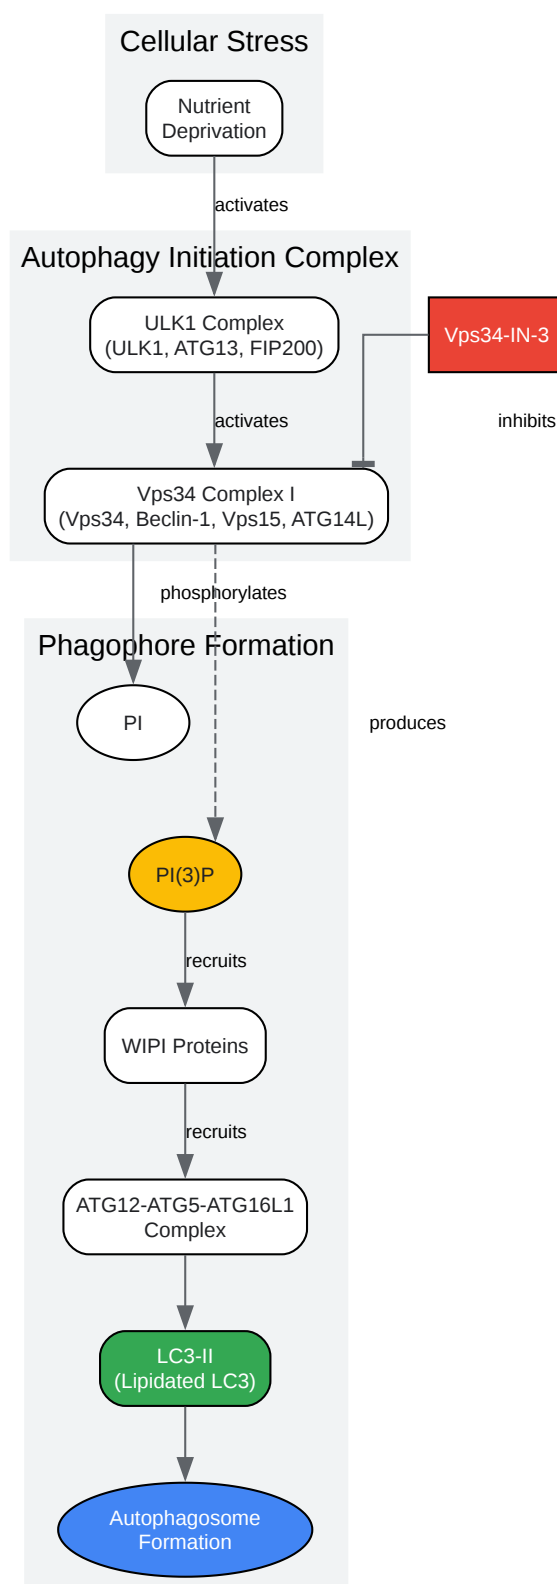 Cellular Stress
Nutrient
Deprivation
activates
Autophagy Initiation Complex
ULK1 Complex
(ULK1, ATG13, FIP200)
Vps34-IN-3
activates
inhibits
Vps34 Complex I
(Vps34, Beclin-1, Vps15, ATG14L)
phosphorylates
Phagophore Formation
PI
produces
PI(3)P
recruits
WIPI Proteins
recruits
ATG12-ATG5-ATG16L1
Complex
LC3-II
(Lipidated LC3)
Autophagosome
Formation